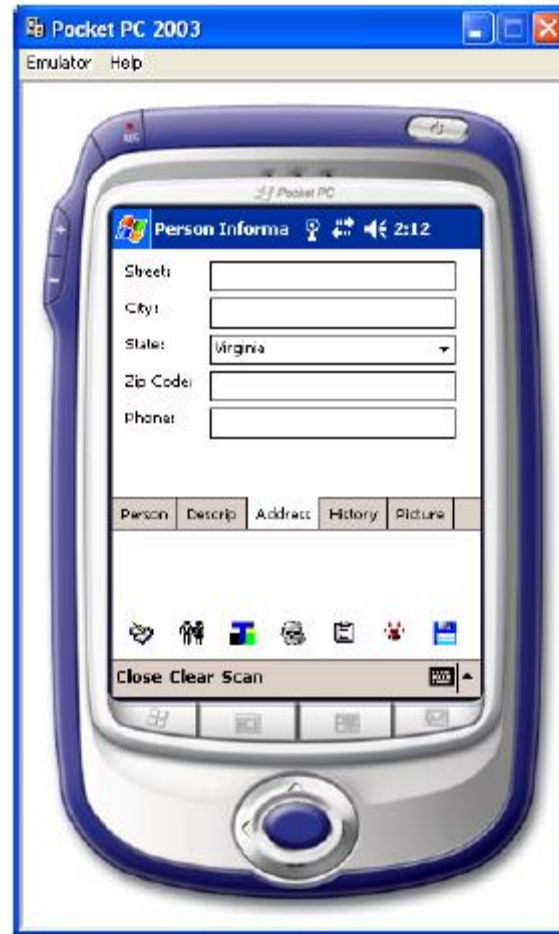 Pocket PC 2003
Emulator Help
Pocket PC
Person Informa 2:12
Street:
City:
State: Virginia
Zip Code:
Phone:
Person Descrip Address History Picture
Close Clear Scan